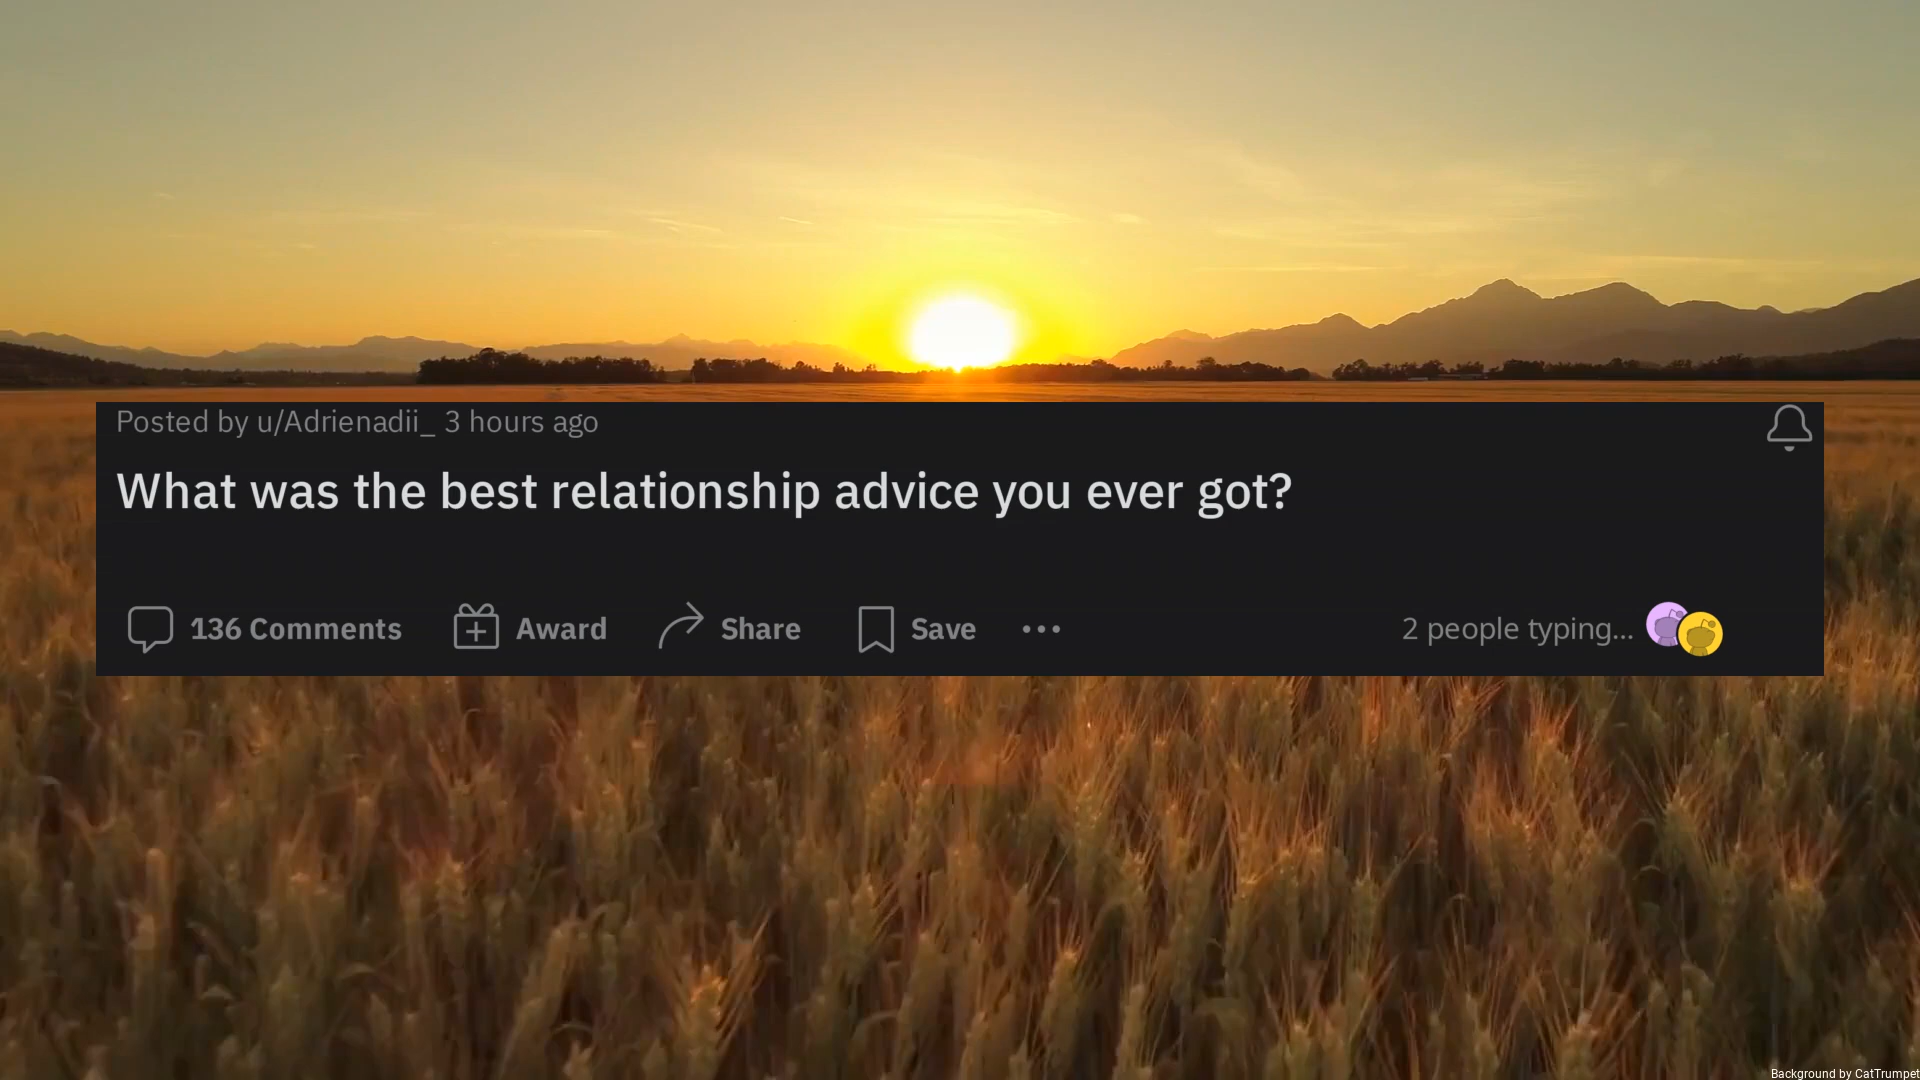 Posted by u/Adrienadii_ 3 hours ago
What was the best relationship advice you ever got?
136 Comments Award Share Save 2 people typing...
Background by CatTrumpet